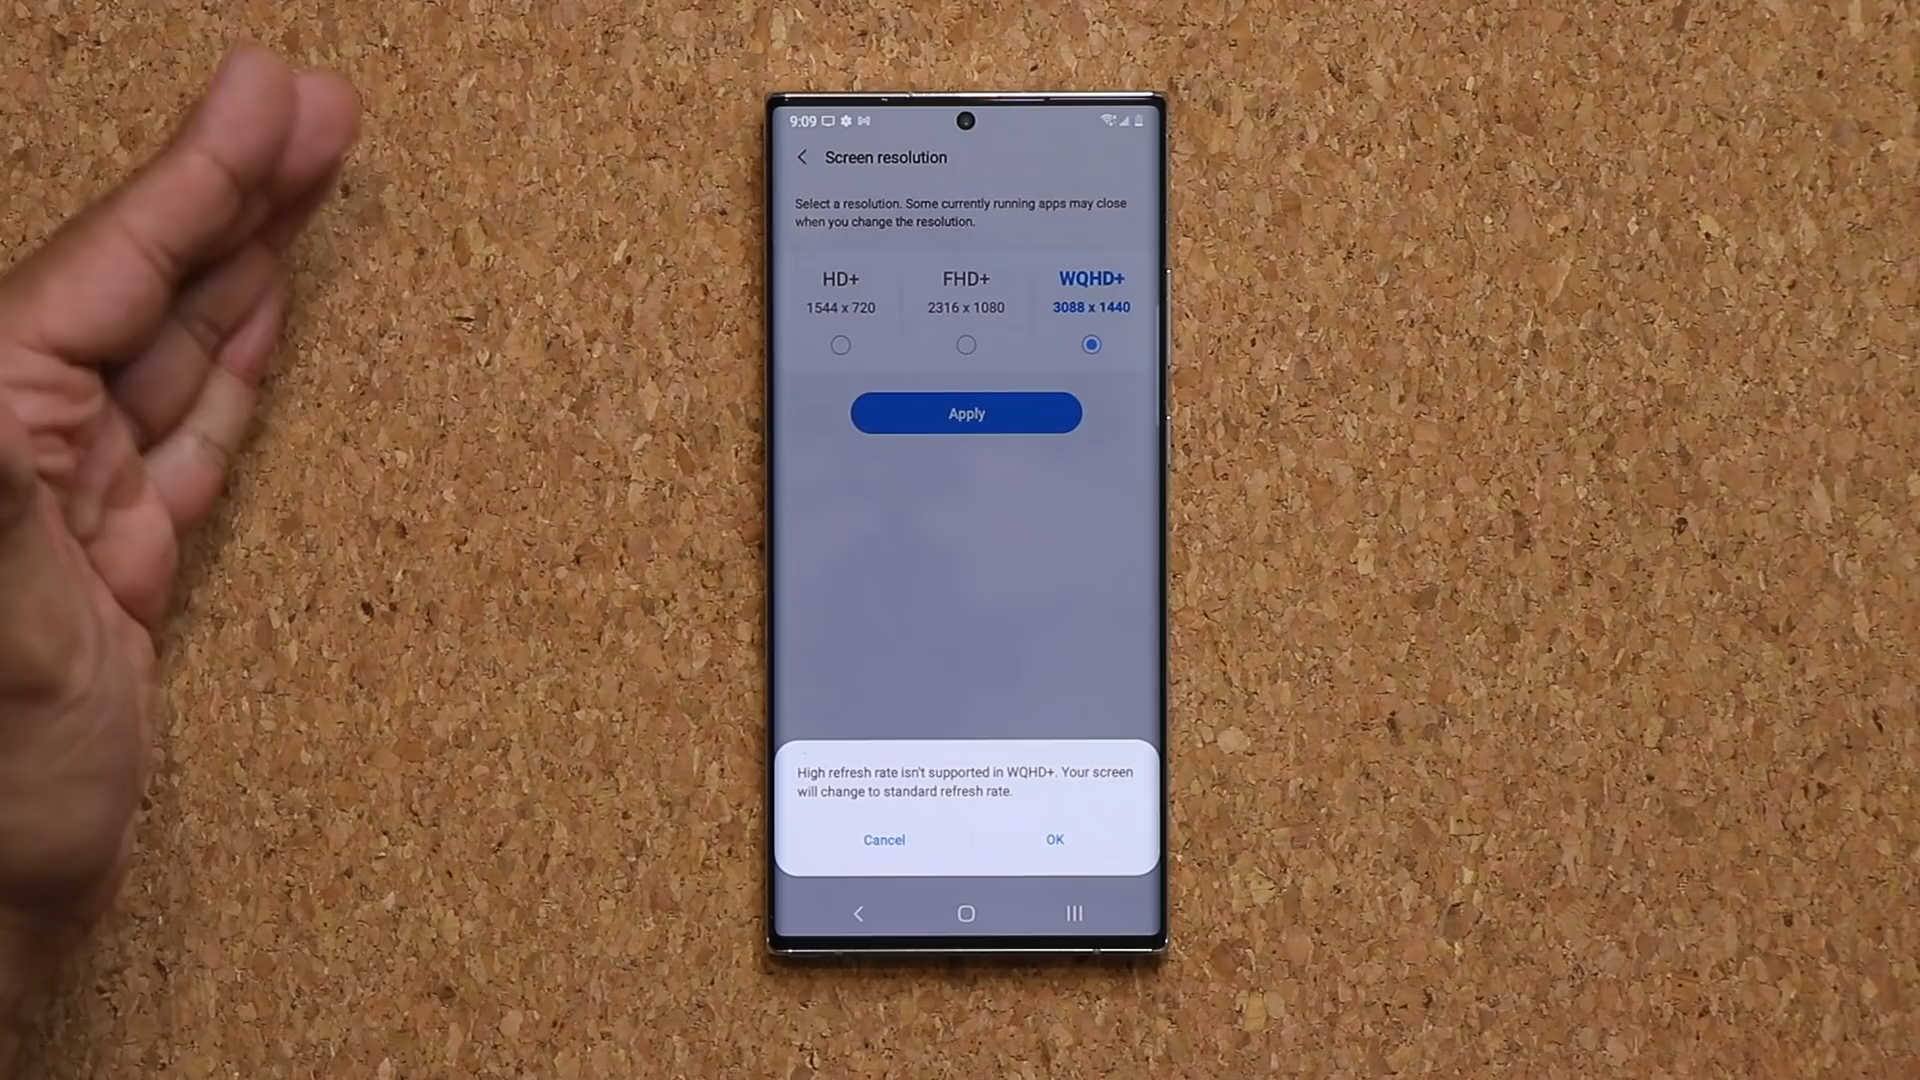 9:09
Screen resolution
Select a resolution. Some currently running apps may close
when you change the resolution.
HD+ FHD+ WQHD+
1544 x 720 2316 x 1080 3088 x 1440
Apply
High refresh rate isn't supported in WQHD+. Your screen
will change to standard refresh rate.
Cancel OK